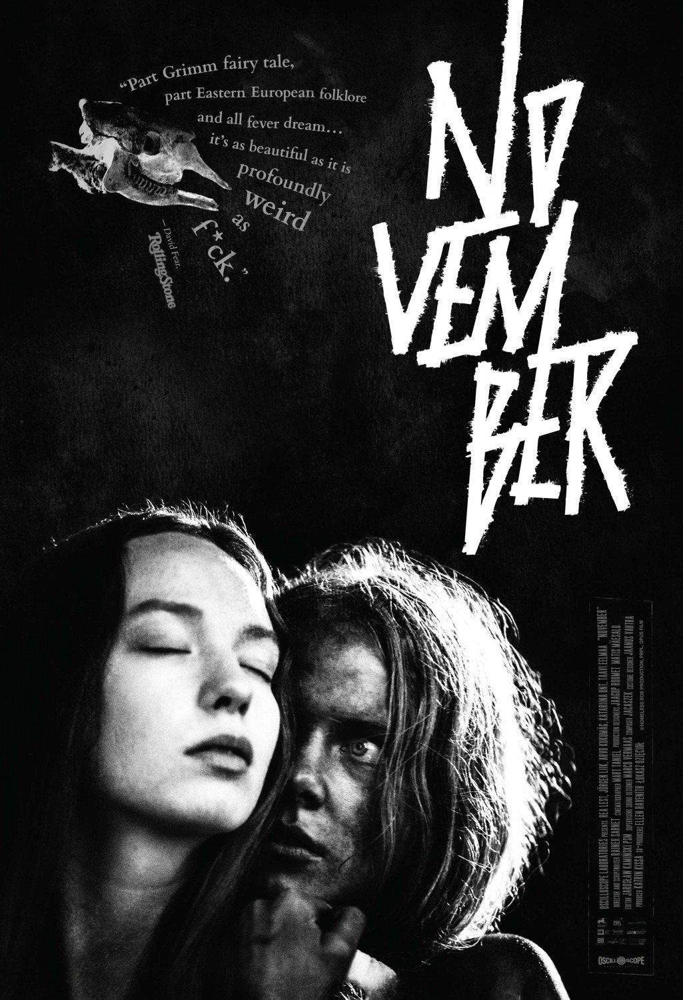 “Part Grimm fairy tale,
part Eastern European folklore
and all fever dream…
it’s as beautiful as it is
profoundly
weird
as
f*ck.”
— David Fear,
RollingStone
NO
VEM
BER
OSCILLOSCOPE LABORATORIES PRESENTS REA LEST, JÖRGEN LIIK, ARVO KUKUMÄGI, KATARIINA UNT, TAAVI EELMAA "NOVEMBER"
DIRECTOR AND SCRIPTWRITER RAINER SARNET CINEMATOGRAPHER MART TANIEL PRODUCTION DESIGNERS JAAGUP ROOMET MATIS MÄESALU
EDITOR JAROSŁAW KAMIŃSKI PSM SUPERVISING SOUND DESIGNER MARCO VERMAAS COMPOSER JACASZEK COSTUME DESIGNER JAANUS VAHTRA
PRODUCER KATRIN KISSA CO-PRODUCERS ELLEN HAVENITH ŁUKASZ DZIĘCIOŁ ©HOMELESS BOB PRODUCTION, PRPL, OPUS FILM
PRPL
OSCILLOSCOPE
LABORATORIES